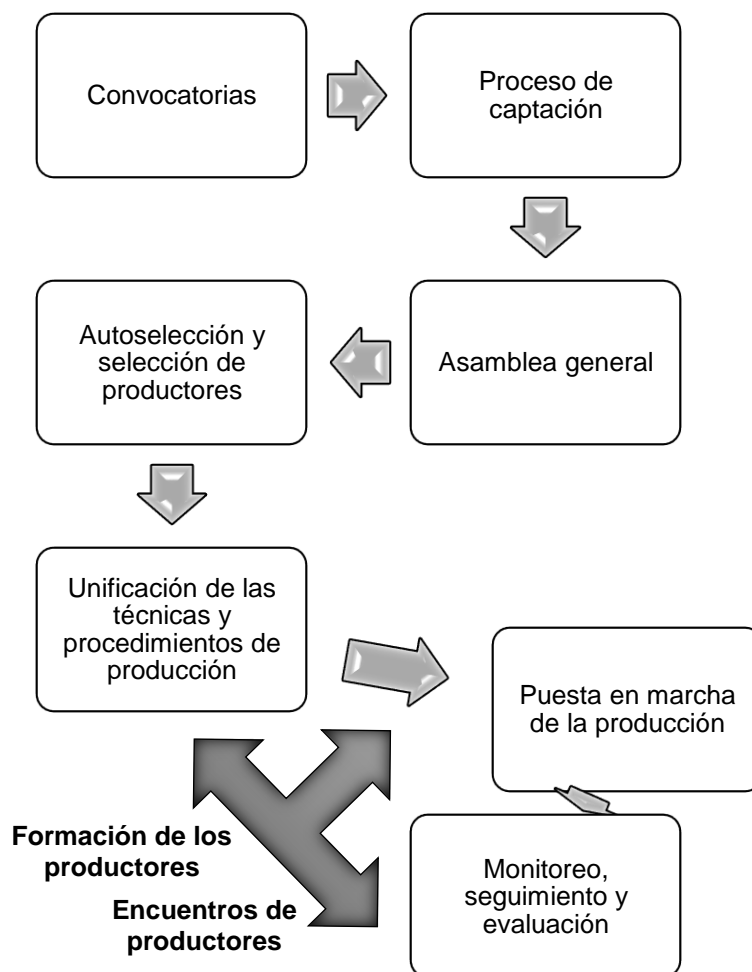 Convocatorias
Proceso de
captación
Asamblea general
Autoselección y
selección de
productores
Unificación de las
técnicas y
procedimientos de
producción
Puesta en marcha
de la producción
Monitoreo,
seguimiento y
evaluación
Formación de los
productores
Encuentros de
productores